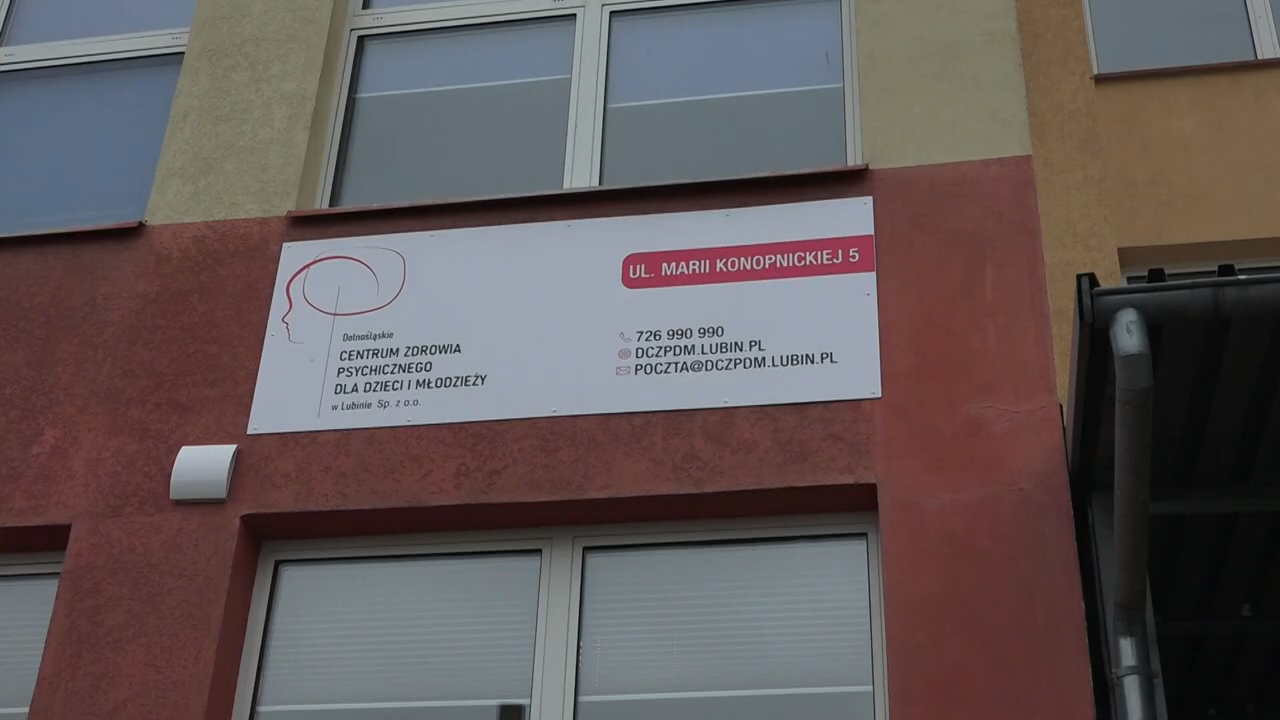 Dolnośląskie
CENTRUM ZDROWIA
PSYCHICZNEGO
DLA DZIECI I MŁODZIEŻY
w Lubinie Sp. z o.o.
UL. MARII KONOPNICKIEJ 5
726 990 990
DCZPDM.LUBIN.PL
POCZTA@DCZPDM.LUBIN.PL